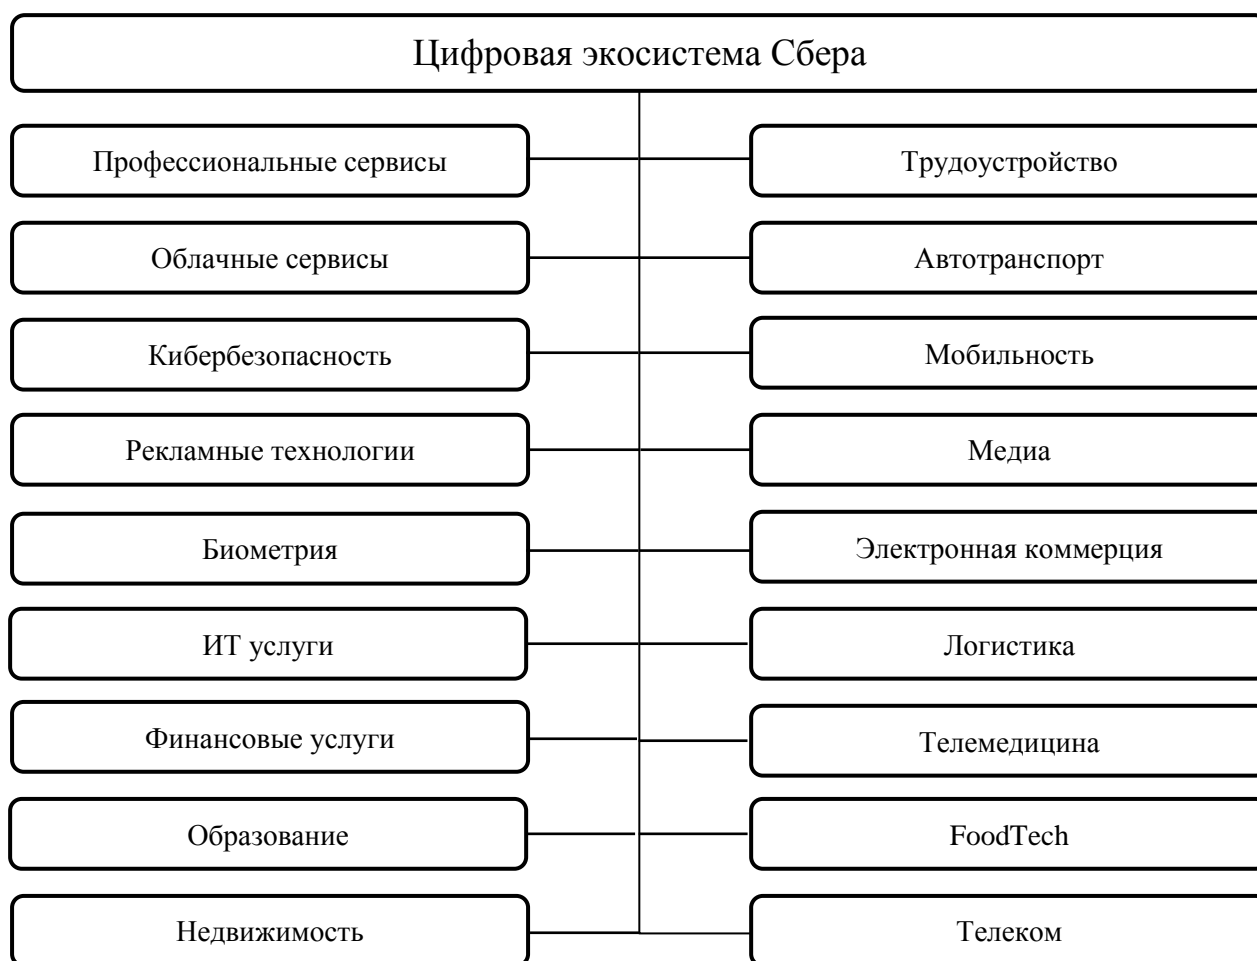 Цифровая экосистема Сбера
Профессиональные сервисы
Трудоустройство
Облачные сервисы
Автотранспорт
Кибербезопасность
Мобильность
Рекламные технологии
Медиа
Биометрия
Электронная коммерция
ИТ услуги
Логистика
Финансовые услуги
Телемедицина
Образование
FoodTech
Недвижимость
Телеком